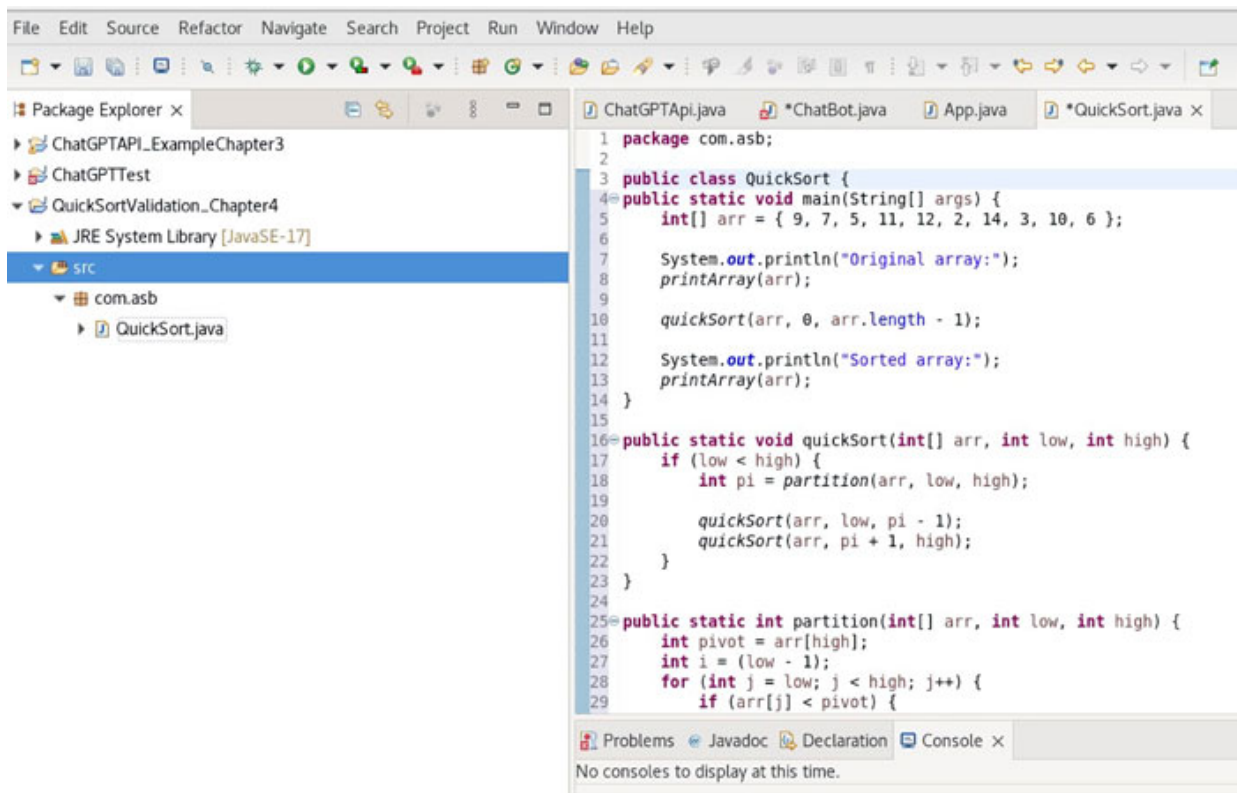 File Edit Source Refactor Navigate Search Project Run Window Help
Package Explorer
ChatGPTAPI_ExampleChapter3
ChatGPTTest
QuickSortValidation_Chapter4
JRE System Library [JavaSE-17]
src
com.asb
QuickSort.java
ChatGPTApi.java *ChatBot.java App.java *QuickSort.java
1 package com.asb;
2
3 public class QuickSort {
4 public static void main(String[] args) {
5 int[] arr = { 9, 7, 5, 11, 12, 2, 14, 3, 10, 6 };
6
7 System.out.println("Original array:");
8 printArray(arr);
9
10 quickSort(arr, 0, arr.length - 1);
11
12 System.out.println("Sorted array:");
13 printArray(arr);
14 }
15
16 public static void quickSort(int[] arr, int low, int high) {
17 if (low < high) {
18 int pi = partition(arr, low, high);
19
20 quickSort(arr, low, pi - 1);
21 quickSort(arr, pi + 1, high);
22 }
23 }
24
25 public static int partition(int[] arr, int low, int high) {
26 int pivot = arr[high];
27 int i = (low - 1);
28 for (int j = low; j < high; j++) {
29 if (arr[j] < pivot) {
Problems Javadoc Declaration Console
No consoles to display at this time.